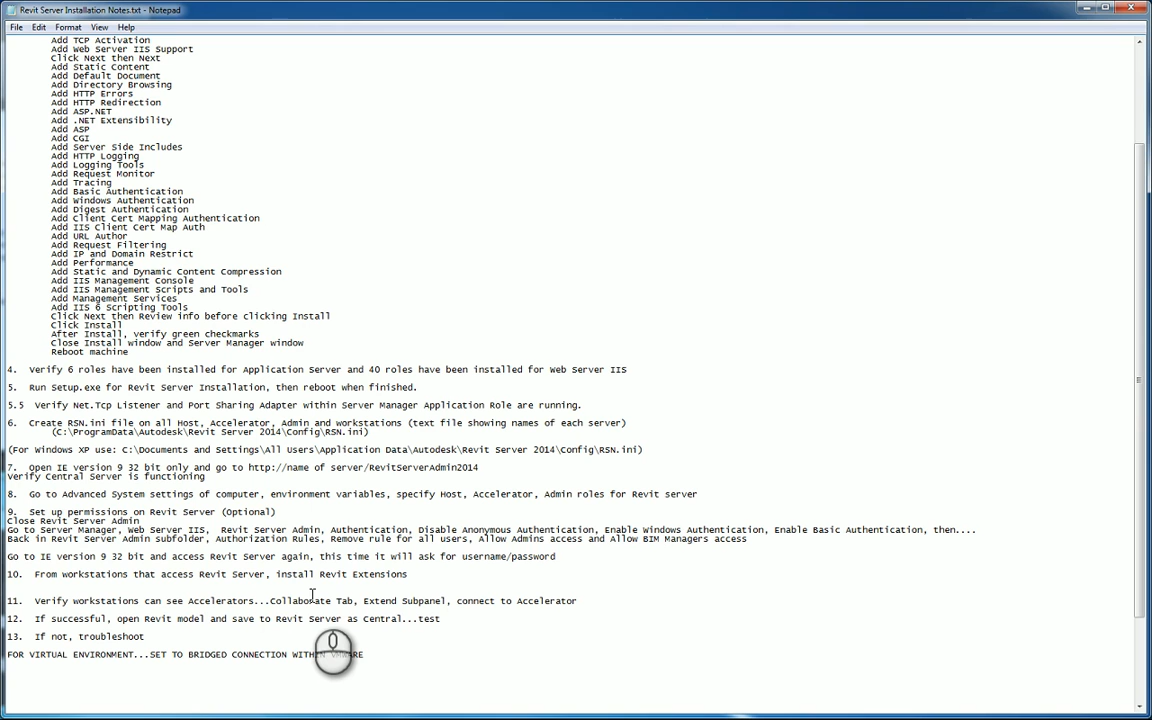 Revit Server Installation Notes.txt - Notepad
File Edit Format View Help
Add TCP Activation
Add Web Server IIS Support
Click Next then Next
Add Static Content
Add Default Document
Add Directory Browsing
Add HTTP Errors
Add HTTP Redirection
Add ASP.NET
Add .NET Extensibility
Add ASP
Add CGI
Add Server Side Includes
Add HTTP Logging
Add Logging Tools
Add Request Monitor
Add Tracing
Add Basic Authentication
Add Windows Authentication
Add Digest Authentication
Add Client Cert Mapping Authentication
Add IIS Client Cert Map Auth
Add URL Author
Add Request Filtering
Add IP and Domain Restrict
Add Performance
Add Static and Dynamic Content Compression
Add IIS Management Console
Add IIS Management Scripts and Tools
Add Management Services
Add IIS 6 Scripting Tools
Click Next then Review info before clicking Install
Click Install
After Install, verify green checkmarks
Close Install window and Server Manager window
Reboot machine
4. Verify 6 roles have been installed for Application Server and 40 roles have been installed for Web Server IIS
5. Run Setup.exe for Revit Server Installation, then reboot when finished.
5.5 Verify Net.Tcp Listener and Port Sharing Adapter within Server Manager Application Role are running.
6. Create RSN.ini file on all Host, Accelerator, Admin and workstations (text file showing names of each server)
(C:\ProgramData\Autodesk\Revit Server 2014\Config\RSN.ini)
(For Windows XP use: C:\Documents and Settings\All Users\Application Data\Autodesk\Revit Server 2014\Config\RSN.ini)
7. Open IE version 9 32 bit only and go to http://name of server/RevitServerAdmin2014
Verify Central Server is functioning
8. Go to Advanced System settings of computer, environment variables, specify Host, Accelerator, Admin roles for Revit server
9. Set up permissions on Revit Server (Optional)
Close Revit Server Admin
Go to Server Manager, Web Server IIS, Revit Server Admin, Authentication, Disable Anonymous Authentication, Enable Windows Authentication, Enable Basic Authentication, then....
Back in Revit Server Admin subfolder, Authorization Rules, Remove rule for all users, Allow Admins access and Allow BIM Managers access
Go to IE version 9 32 bit and access Revit Server again, this time it will ask for username/password
10. From workstations that access Revit Server, install Revit Extensions
11. Verify workstations can see Accelerators...Collaborate Tab, Extend Subpanel, connect to Accelerator
12. If successful, open Revit model and save to Revit Server as Central...test
13. If not, troubleshoot
FOR VIRTUAL ENVIRONMENT...SET TO BRIDGED CONNECTION WITHIN VMWARE